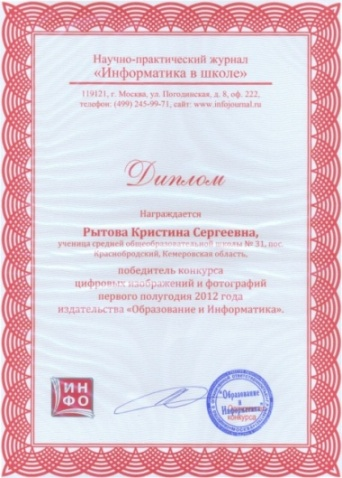 Научно-практический журнал
«Информатика в школе»
119121, г. Москва, ул. Погодинская, д. 8, оф. 222,
телефон: (499) 245-99-71, сайт: www.infojournal.ru
Диплом
Награждается
Рытова Кристина Сергеевна,
ученица средней общеобразовательной школы № 31, пос.
Краснобродский, Кемеровская область,
победитель конкурса
цифровых изображений и фотографий
первого полугодия 2012 года
издательства «Образование и Информатика».
ИН
ФО
"Образование
и
Информатика"
конкурсов